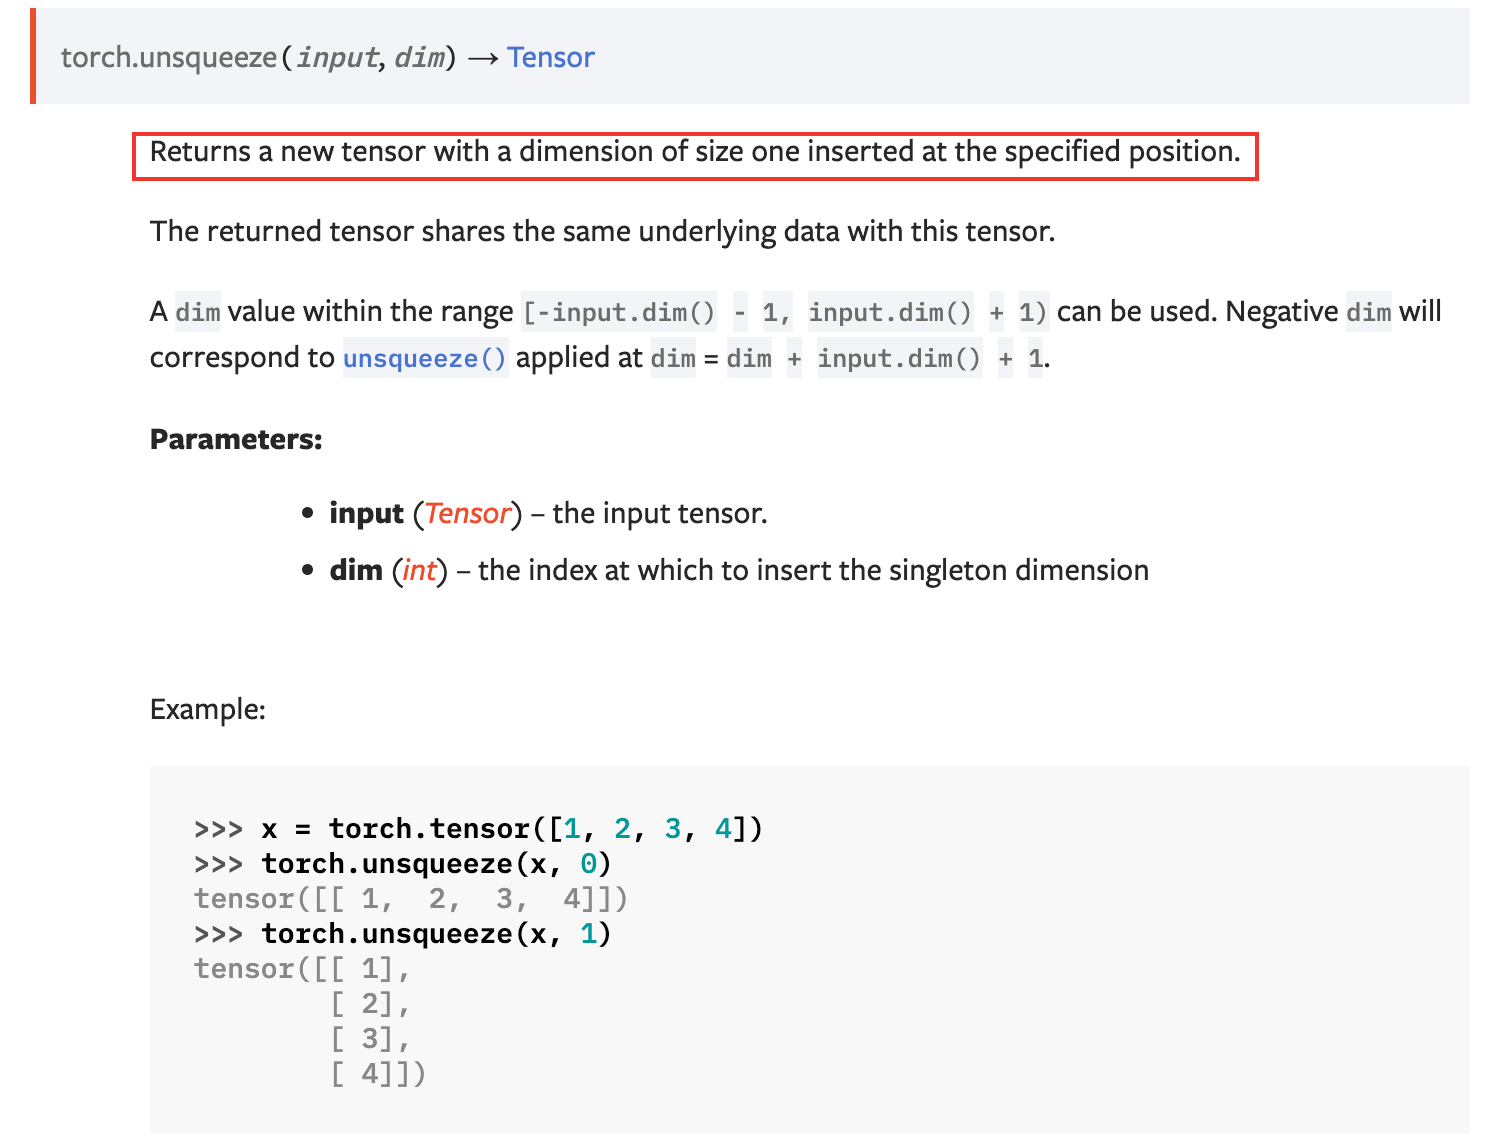 torch.unsqueeze(input, dim) → Tensor
Returns a new tensor with a dimension of size one inserted at the specified position.
The returned tensor shares the same underlying data with this tensor.
A dim value within the range [-input.dim() - 1, input.dim() + 1) can be used. Negative dim will
correspond to unsqueeze() applied at dim = dim + input.dim() + 1.
Parameters:
• input (Tensor) – the input tensor.
• dim (int) – the index at which to insert the singleton dimension
Example:
>>> x = torch.tensor([1, 2, 3, 4])
>>> torch.unsqueeze(x, 0)
tensor([[ 1,  2,  3,  4]])
>>> torch.unsqueeze(x, 1)
tensor([[ 1],
        [ 2],
        [ 3],
        [ 4]])